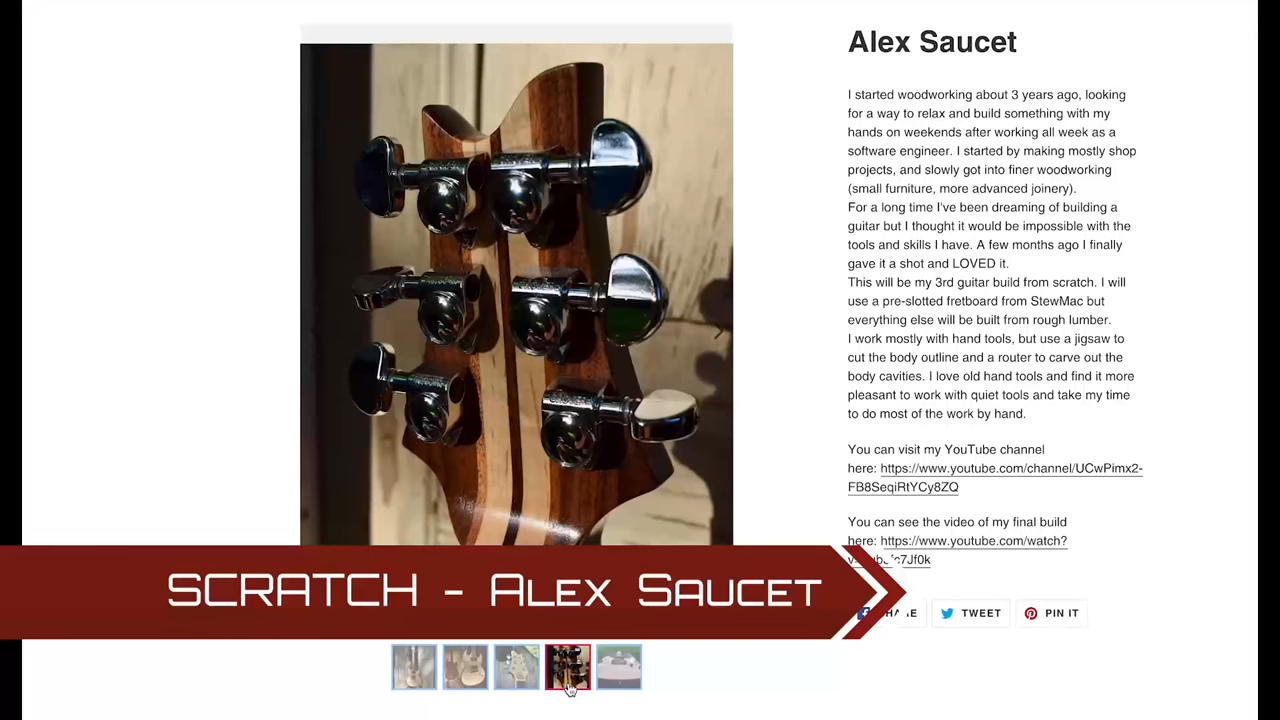 Alex Saucet
I started woodworking about 3 years ago, looking
for a way to relax and build something with my
hands on weekends after working all week as a
software engineer. I started by making mostly shop
projects, and slowly got into finer woodworking
(small furniture, more advanced joinery).
For a long time I've been dreaming of building a
guitar but I thought it would be impossible with the
tools and skills I have. A few months ago I finally
gave it a shot and LOVED it.
This will be my 3rd guitar build from scratch. I will
use a pre-slotted fretboard from StewMac but
everything else will be built from rough lumber.
I work mostly with hand tools, but use a jigsaw to
cut the body outline and a router to carve out the
body cavities. I love old hand tools and find it more
pleasant to work with quiet tools and take my time
to do most of the work by hand.
You can visit my YouTube channel
here: https://www.youtube.com/channel/UCwPimx2-
FB8SeqiRtYCy8ZQ
You can see the video of my final build
here: https://www.youtube.com/watch?
SCRATCH - Alex Saucet
TWEET
PIN IT